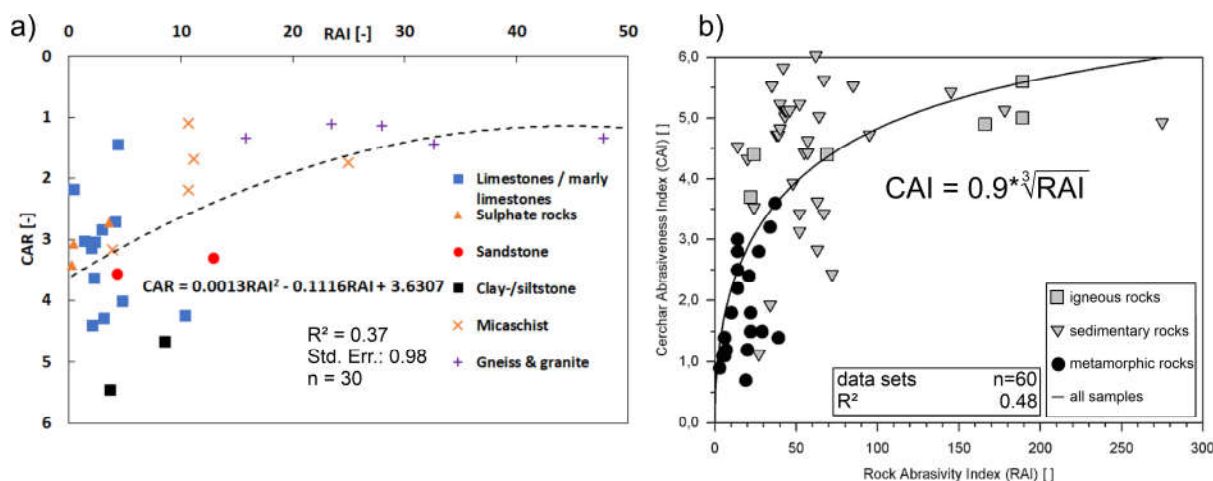 a)
0 10 20 30 40 50
RAI [-]
0
1
2
3
4
5
6
CAR [-]
Limestones / marly
limestones
Sulphate rocks
Sandstone
Clay-/siltstone
Micaschist
Gneiss & granite
CAR = 0.0013RAI² - 0.1116RAI + 3.6307
R² = 0.37
Std. Err.: 0.98
n = 30
b)
6,0
5,0
4,0
3,0
2,0
1,0
0,0
Cerchar Abrasiveness Index (CAI) [ ]
CAI = 0.9*∛RAI
igneous rocks
sedimentary rocks
metamorphic rocks
all samples
data sets n=60
R² 0.48
0 50 100 150 200 250 300
Rock Abrasivity Index (RAI) [ ]